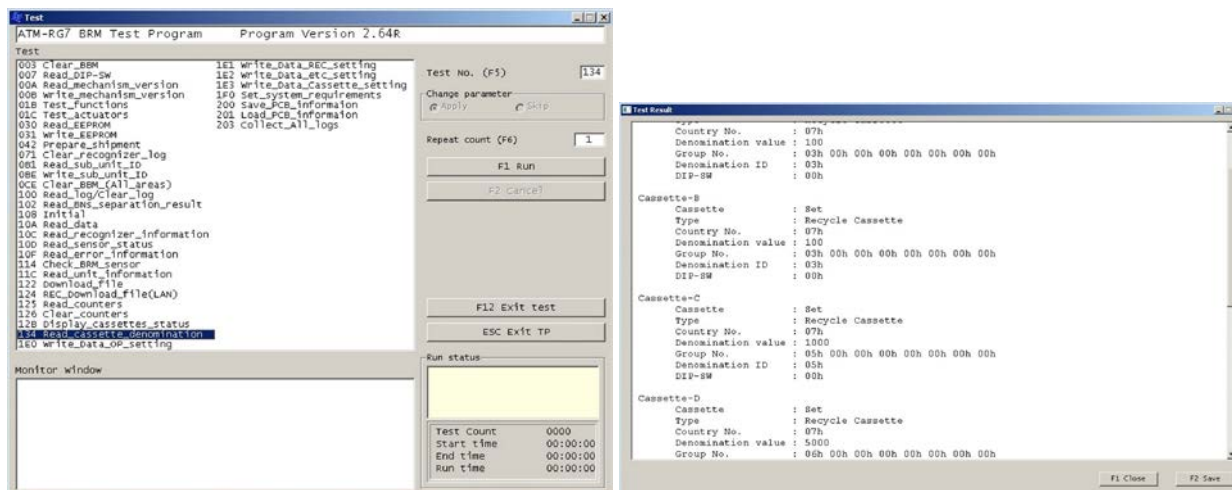 Test
ATM-RG7 BRM Test Program Program Version 2.64R
Test
003 Clear_BBM
007 Read_DIP-SW
00A Read_mechanism_version
00B Write_mechanism_version
01B Test_functions
01C Test_actuators
030 Read_EEPROM
031 Write_EEPROM
042 Prepare_shipment
071 Clear_recognizer_log
0B1 Read_sub_unit_ID
0BE Write_sub_unit_ID
0CE Clear_BBM_(All_areas)
100 Read_log/Clear_log
102 Read_BNS_separation_result
108 Initial
10A Read_data
10C Read_recognizer_information
10D Read_sensor_status
10F Read_error_information
114 Check_BRM_sensor
11C Read_unit_information
122 Download_file
124 REC_Download_file(LAN)
125 Read_counters
126 Clear_counters
12B Display_cassettes_status
134 Read_cassette_denomination
1E0 Write_Data_OP_setting
1E1 Write_Data_REC_setting
1E2 Write_Data_etc_setting
1E3 Write_Data_Cassette_setting
1F0 Set_system_requirements
200 Save_PCB_informaion
201 Load_PCB_informaion
203 Collect_All_logs
Test No. (F5) 134
Change parameter
Apply Skip
Repeat count (F6) 1
F1 Run
F2 Cancel
F12 Exit test
ESC Exit TP
Run status
Test Count 0000
Start time 00:00:00
End time 00:00:00
Run time 00:00:00
Monitor Window
Test Result
Type : Recycle Cassette
Country No. : 07h
Denomination value : 100
Group No. : 03h 00h 00h 00h 00h 00h 00h 00h
Denomination ID : 03h
DIP-SW : 00h
Cassette-B
Cassette : Set
Type : Recycle Cassette
Country No. : 07h
Denomination value : 100
Group No. : 03h 00h 00h 00h 00h 00h 00h 00h
Denomination ID : 03h
DIP-SW : 00h
Cassette-C
Cassette : Set
Type : Recycle Cassette
Country No. : 07h
Denomination value : 1000
Group No. : 05h 00h 00h 00h 00h 00h 00h 00h
Denomination ID : 05h
DIP-SW : 00h
Cassette-D
Cassette : Set
Type : Recycle Cassette
Country No. : 07h
Denomination value : 5000
Group No. : 06h 00h 00h 00h 00h 00h 00h 00h
F1 Close F2 Save